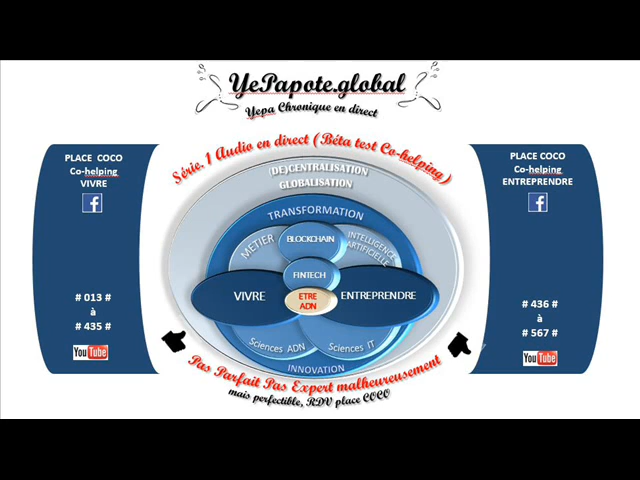 YePapote.global
Yepa Chronique en direct
Série. 1 Audio en direct (Béta test Co-helping)
PLACE COCO
Co-helping
VIVRE
# 013 #
à
# 435 #
YouTube
(DE)CENTRALISATION
GLOBALISATION
TRANSFORMATION
METIER
BLOCKCHAIN
INTELLIGENCE
ARTIFICIELLE
FINTECH
VIVRE
ETRE
ADN
ENTREPRENDRE
Sciences ADN
Sciences IT
INNOVATION
PLACE COCO
Co-helping
ENTREPRENDRE
# 436 #
à
# 567 #
YouTube
Pas Parfait Pas Expert malheureusement
mais perfectible, RDV place COCO